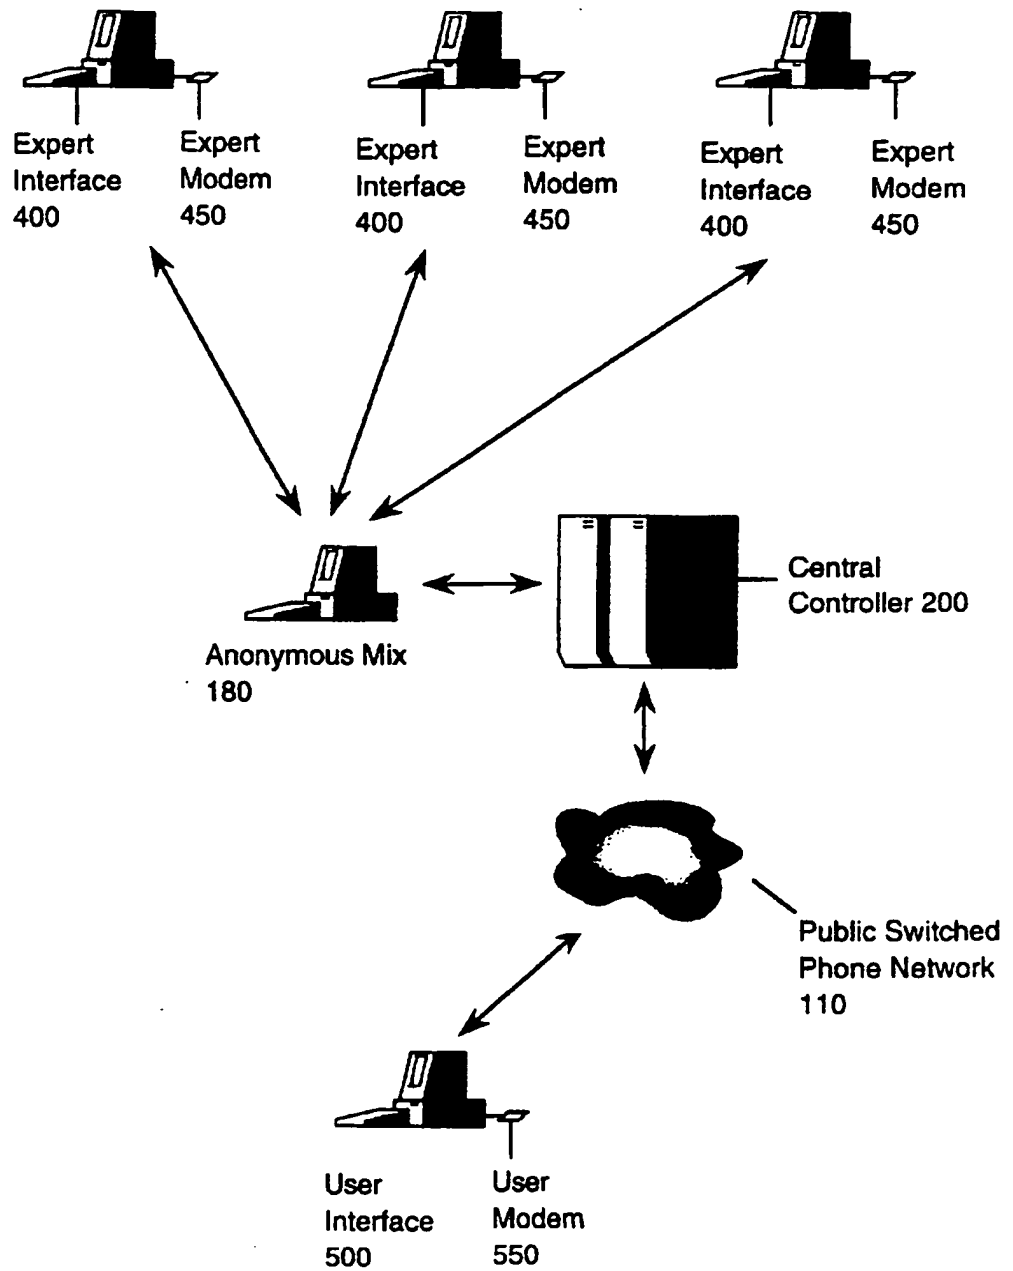 Expert
Interface
400
Expert
Modem
450
Expert
Interface
400
Expert
Modem
450
Expert
Interface
400
Expert
Modem
450
Central
Controller 200
Anonymous Mix
180
Public Switched
Phone Network
110
User
Interface
500
User
Modem
550